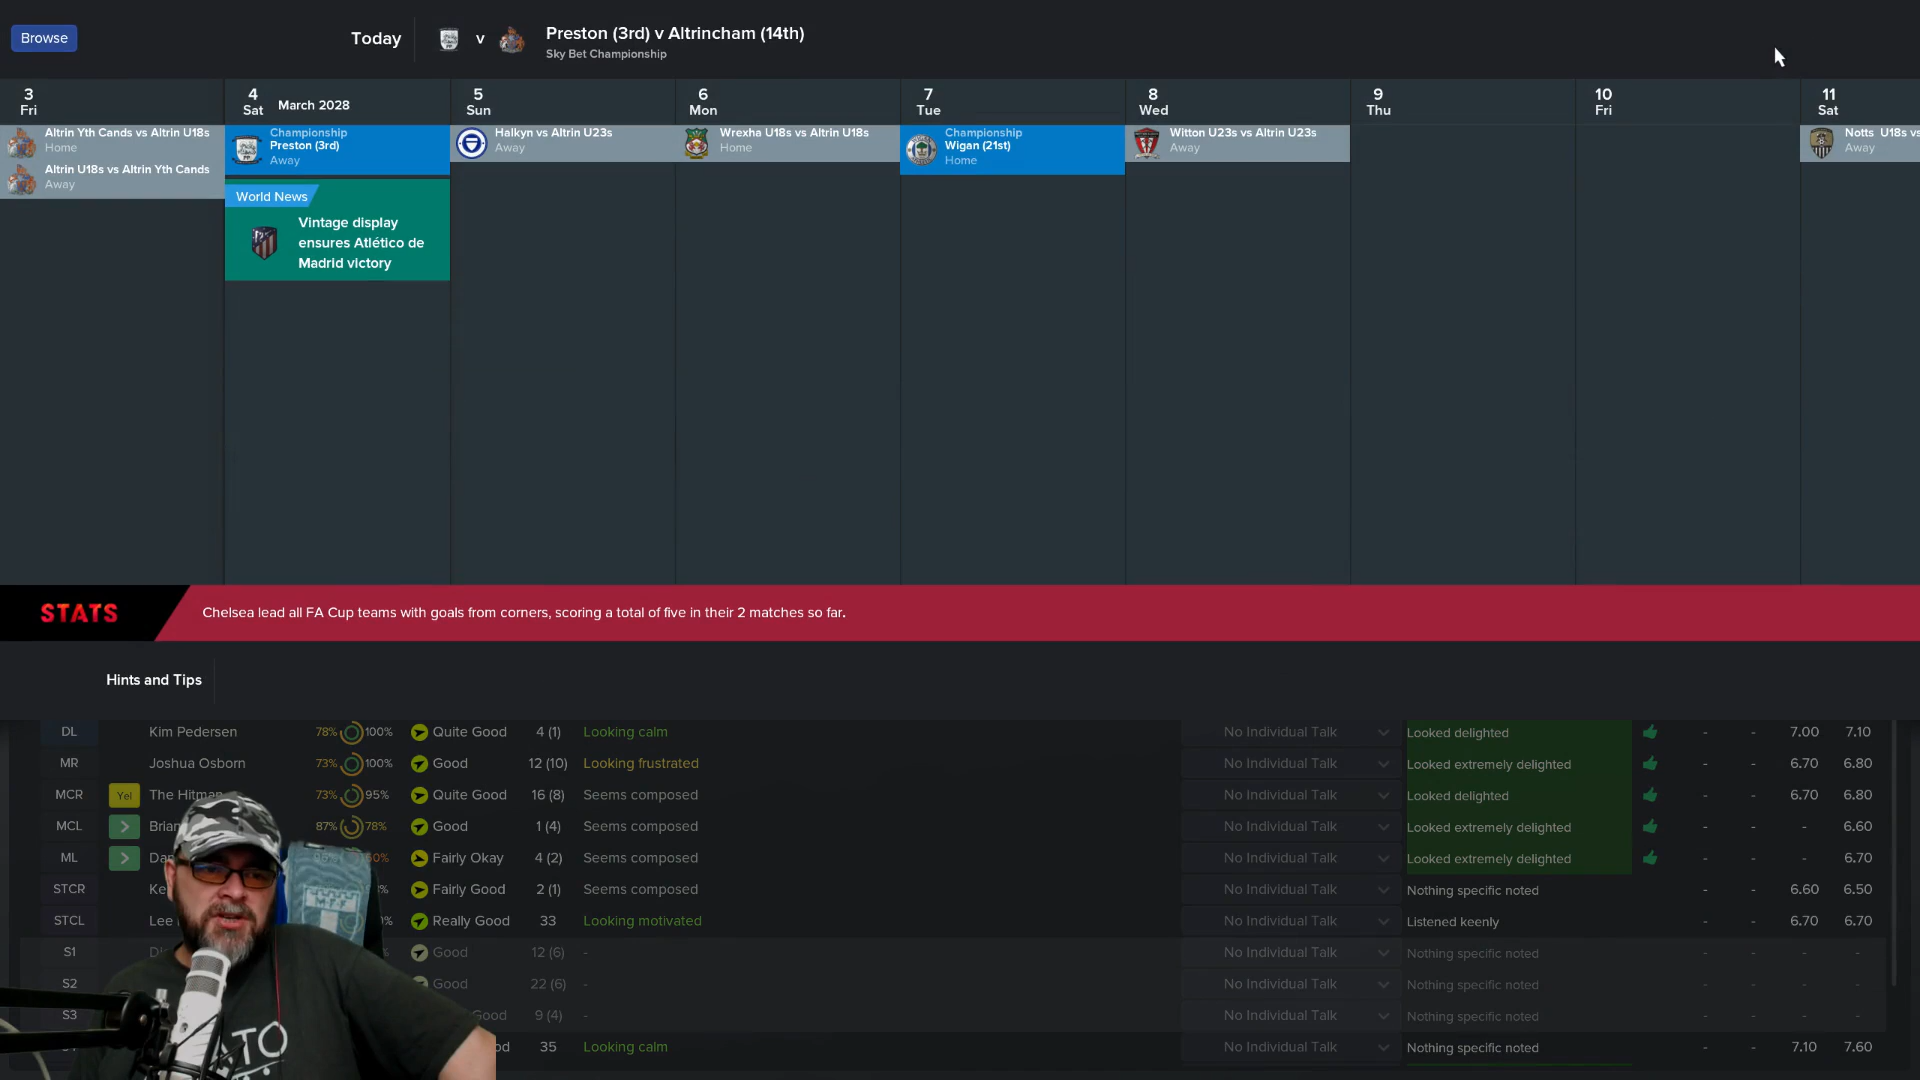 Browse
Today
v
Preston (3rd) v Altrincham (14th)
Sky Bet Championship
3
Fri
4
Sat
March 2028
5
Sun
6
Mon
7
Tue
8
Wed
9
Thu
10
Fri
11
Sat
Altrin Yth Cands vs Altrin U18s
Home
Altrin U18s vs Altrin Yth Cands
Away
Championship
Preston (3rd)
Away
World News
Vintage display
ensures Atlético de
Madrid victory
Halkyn vs Altrin U23s
Away
Wrexha U18s vs Altrin U18s
Home
Championship
Wigan (21st)
Home
Witton U23s vs Altrin U23s
Away
Notts U18s vs
Away
STATS
Chelsea lead all FA Cup teams with goals from corners, scoring a total of five in their 2 matches so far.
Hints and Tips
DL Kim Pedersen 78% 100% Quite Good 4 (1) Looking calm No Individual Talk Looked delighted - - 7.00 7.10
MR Joshua Osborn 73% 100% Good 12 (10) Looking frustrated No Individual Talk Looked extremely delighted - - 6.70 6.80
MCR Yel The Hitman 73% 95% Quite Good 16 (8) Seems composed No Individual Talk Looked delighted - - 6.70 6.80
MCL Brian 87% 78% Good 1 (4) Seems composed No Individual Talk Looked extremely delighted - - - 6.60
ML Fairly Okay 4 (2) Seems composed No Individual Talk Looked extremely delighted - - - 6.70
STCR Fairly Good 2 (1) Seems composed No Individual Talk Nothing specific noted - - 6.60 6.50
STCL Lee Really Good 33 Looking motivated No Individual Talk Listened keenly - - 6.70 6.70
S1 Good 12 (6) - No Individual Talk Nothing specific noted - - - -
S2 Good 22 (6) - No Individual Talk Nothing specific noted - - - -
S3 Good 9 (4) - No Individual Talk Nothing specific noted - - - -
35 Looking calm No Individual Talk Nothing specific noted - - 7.10 7.60